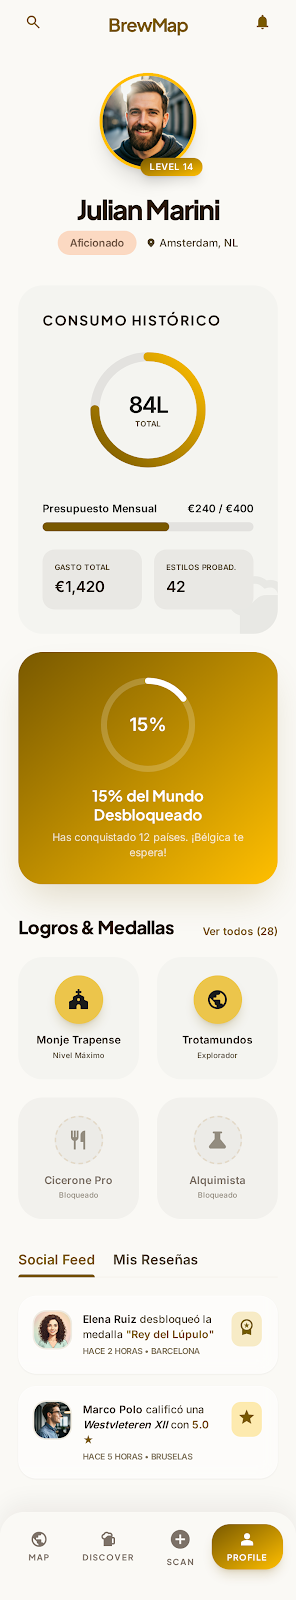 BrewMap
LEVEL 14
Julian Marini
Aficionado
Amsterdam, NL
CONSUMO HISTÓRICO
84L
TOTAL
Presupuesto Mensual
€240 / €400
GASTO TOTAL
€1,420
ESTILOS PROBAD.
42
15%
15% del Mundo
Desbloqueado
Has conquistado 12 países. ¡Bélgica te
espera!
Logros & Medallas
Ver todos (28)
Monje Trapense
Nivel Máximo
Trotamundos
Explorador
Cicerone Pro
Bloqueado
Alquimista
Bloqueado
Social Feed
Mis Reseñas
Elena Ruiz desbloqueó la
medalla "Rey del Lúpulo"
HACE 2 HORAS • BARCELONA
Marco Polo calificó una
Westvleteren XII con 5.0
★
HACE 5 HORAS • BRUSELAS
MAP
DISCOVER
SCAN
PROFILE